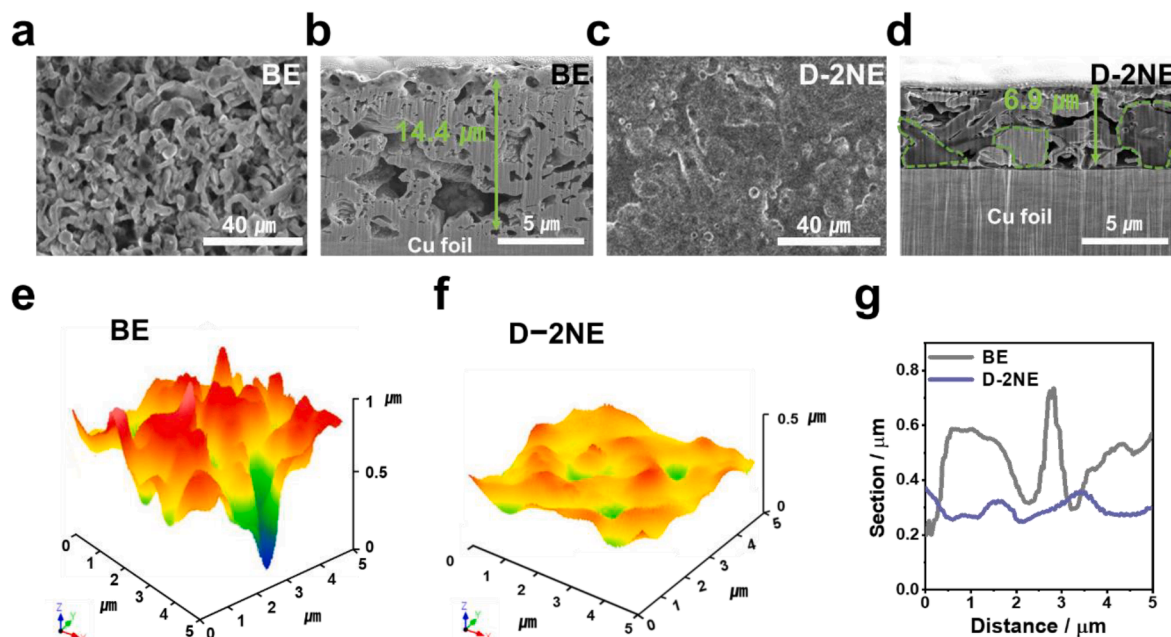 a
BE
40 μm
b
BE
14.4 μm
Cu foil
5 μm
c
D-2NE
40 μm
d
D-2NE
6.9 μm
Cu foil
5 μm
e
BE
1 μm
0.5
0
0 1 2 3 4 5
μm
0 1 2 3 4 5
μm
Z
Y
X
f
D−2NE
0.5 μm
0
0 1 2 3 4 5
μm
0 1 2 3 4 5
μm
Z
Y
X
g
BE
D-2NE
0.8
0.6
0.4
0.2
0.0
Section / μm
0 1 2 3 4 5
Distance / μm